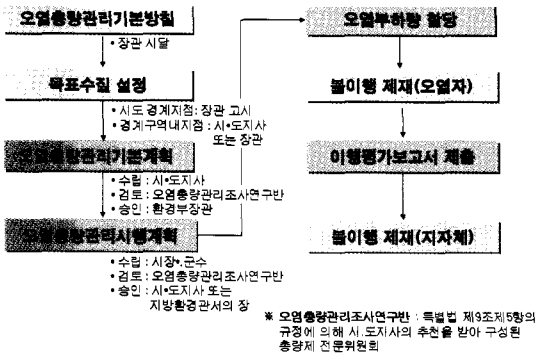 오염총량관리기본방침
• 장관 시달
목표수질 설정
• 시도 경계지점: 장관 고시
• 경계구역내지점 : 시•도지사
또는 장관
오염총량관리기본계획
• 수립 : 시•도지사
• 검토 : 오염총량관리조사연구반
• 승인 : 환경부장관
오염총량관리시행계획
• 수립 : 시장•군수
• 검토 : 오염총량관리조사연구반
• 승인 : 시•도지사 또는
지방환경관서의 장
오염부하량 할당
불이행 제재(오염자)
이행평가보고서 제출
불이행 제재(지자체)
※ 오염총량관리조사연구반 : 특별법 제9조제5항의
규정에 의해 시.도지사의 추천을 받아 구성된
총량제 전문위원회